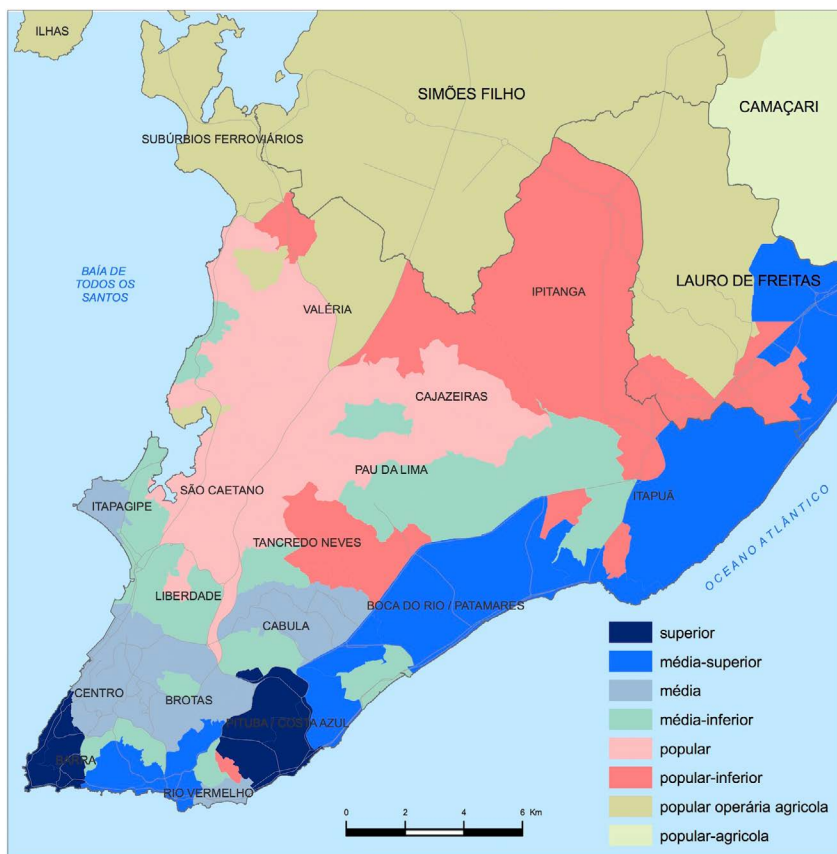 ILHAS
SIMÕES FILHO
CAMAÇARI
SUBÚRBIOS FERROVIÁRIOS
BAÍA DE
TODOS OS
SANTOS
LAURO DE FREITAS
IPITANGA
VALÉRIA
CAJAZEIRAS
PAU DA LIMA
SÃO CAETANO
ITAPUÃ
ITAPAGIPE
OCEANO ATLÂNTICO
TANCREDO NEVES
LIBERDADE
BOCA DO RIO / PATAMARES
CABULA
CENTRO
BROTAS
PITUBA / COSTA AZUL
BARRA
RIO VERMELHO
superior
média-superior
média
média-inferior
popular
popular-inferior
popular operária agricola
popular-agricola
0 2 4 6 Km